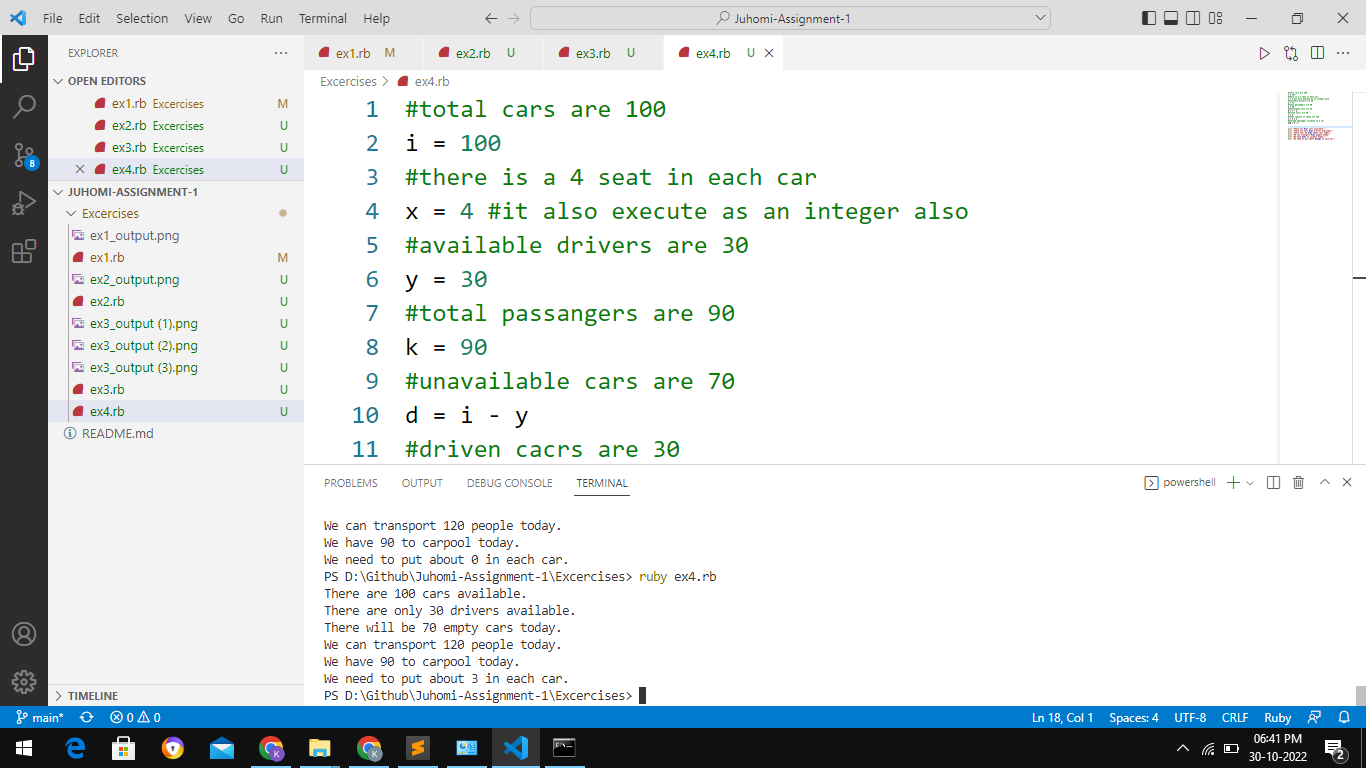 File Edit Selection View Go Run Terminal Help
Juhomi-Assignment-1
EXPLORER
OPEN EDITORS
ex1.rb Excercises M
ex2.rb Excercises U
ex3.rb Excercises U
ex4.rb Excercises U
JUHOMI-ASSIGNMENT-1
Excercises
ex1_output.png
ex1.rb M
ex2_output.png U
ex2.rb U
ex3_output (1).png U
ex3_output (2).png U
ex3_output (3).png U
ex3.rb U
ex4.rb U
README.md
TIMELINE
8
ex1.rb M ex2.rb U ex3.rb U ex4.rb U
Excercises > ex4.rb
1 #total cars are 100
2 i = 100
3 #there is a 4 seat in each car
4 x = 4 #it also execute as an integer also
5 #available drivers are 30
6 y = 30
7 #total passangers are 90
8 k = 90
9 #unavailable cars are 70
10 d = i - y
11 #driven cacrs are 30
PROBLEMS OUTPUT DEBUG CONSOLE TERMINAL powershell
We can transport 120 people today.
We have 90 to carpool today.
We need to put about 0 in each car.
PS D:\Github\Juhomi-Assignment-1\Excercises> ruby ex4.rb
There are 100 cars available.
There are only 30 drivers available.
There will be 70 empty cars today.
We can transport 120 people today.
We have 90 to carpool today.
We need to put about 3 in each car.
PS D:\Github\Juhomi-Assignment-1\Excercises>
main* 0 0 Ln 18, Col 1 Spaces: 4 UTF-8 CRLF Ruby
K K 06:41 PM
30-10-2022 2